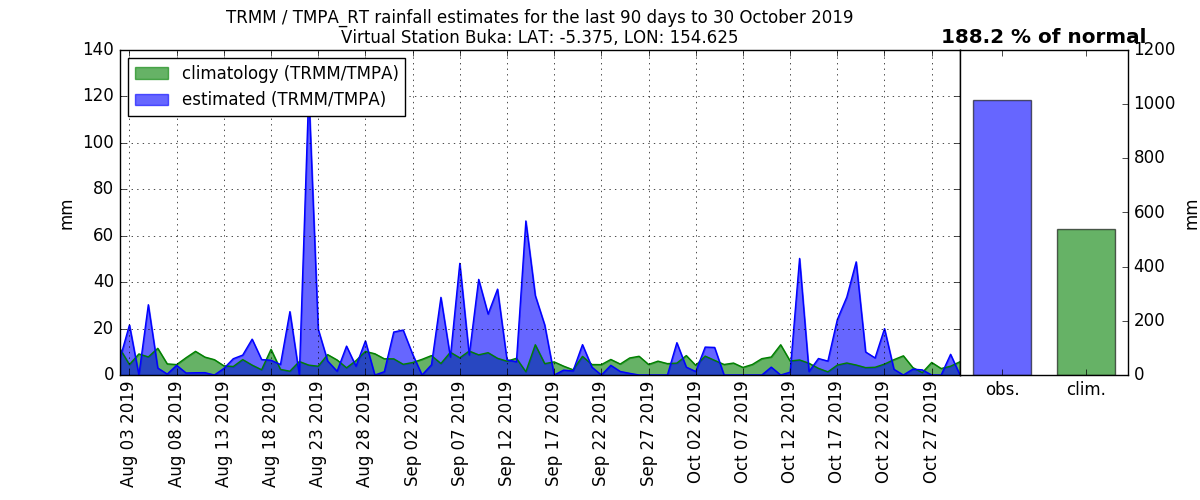 TRMM / TMPA_RT rainfall estimates for the last 90 days to 30 October 2019
Virtual Station Buka: LAT: -5.375, LON: 154.625
188.2 % of normal
climatology (TRMM/TMPA)
estimated (TRMM/TMPA)
140
120
100
80
60
40
20
0
mm
Aug 03 2019
Aug 08 2019
Aug 13 2019
Aug 18 2019
Aug 23 2019
Aug 28 2019
Sep 02 2019
Sep 07 2019
Sep 12 2019
Sep 17 2019
Sep 22 2019
Sep 27 2019
Oct 02 2019
Oct 07 2019
Oct 12 2019
Oct 17 2019
Oct 22 2019
Oct 27 2019
obs.
clim.
1200
1000
800
600
400
200
0
mm